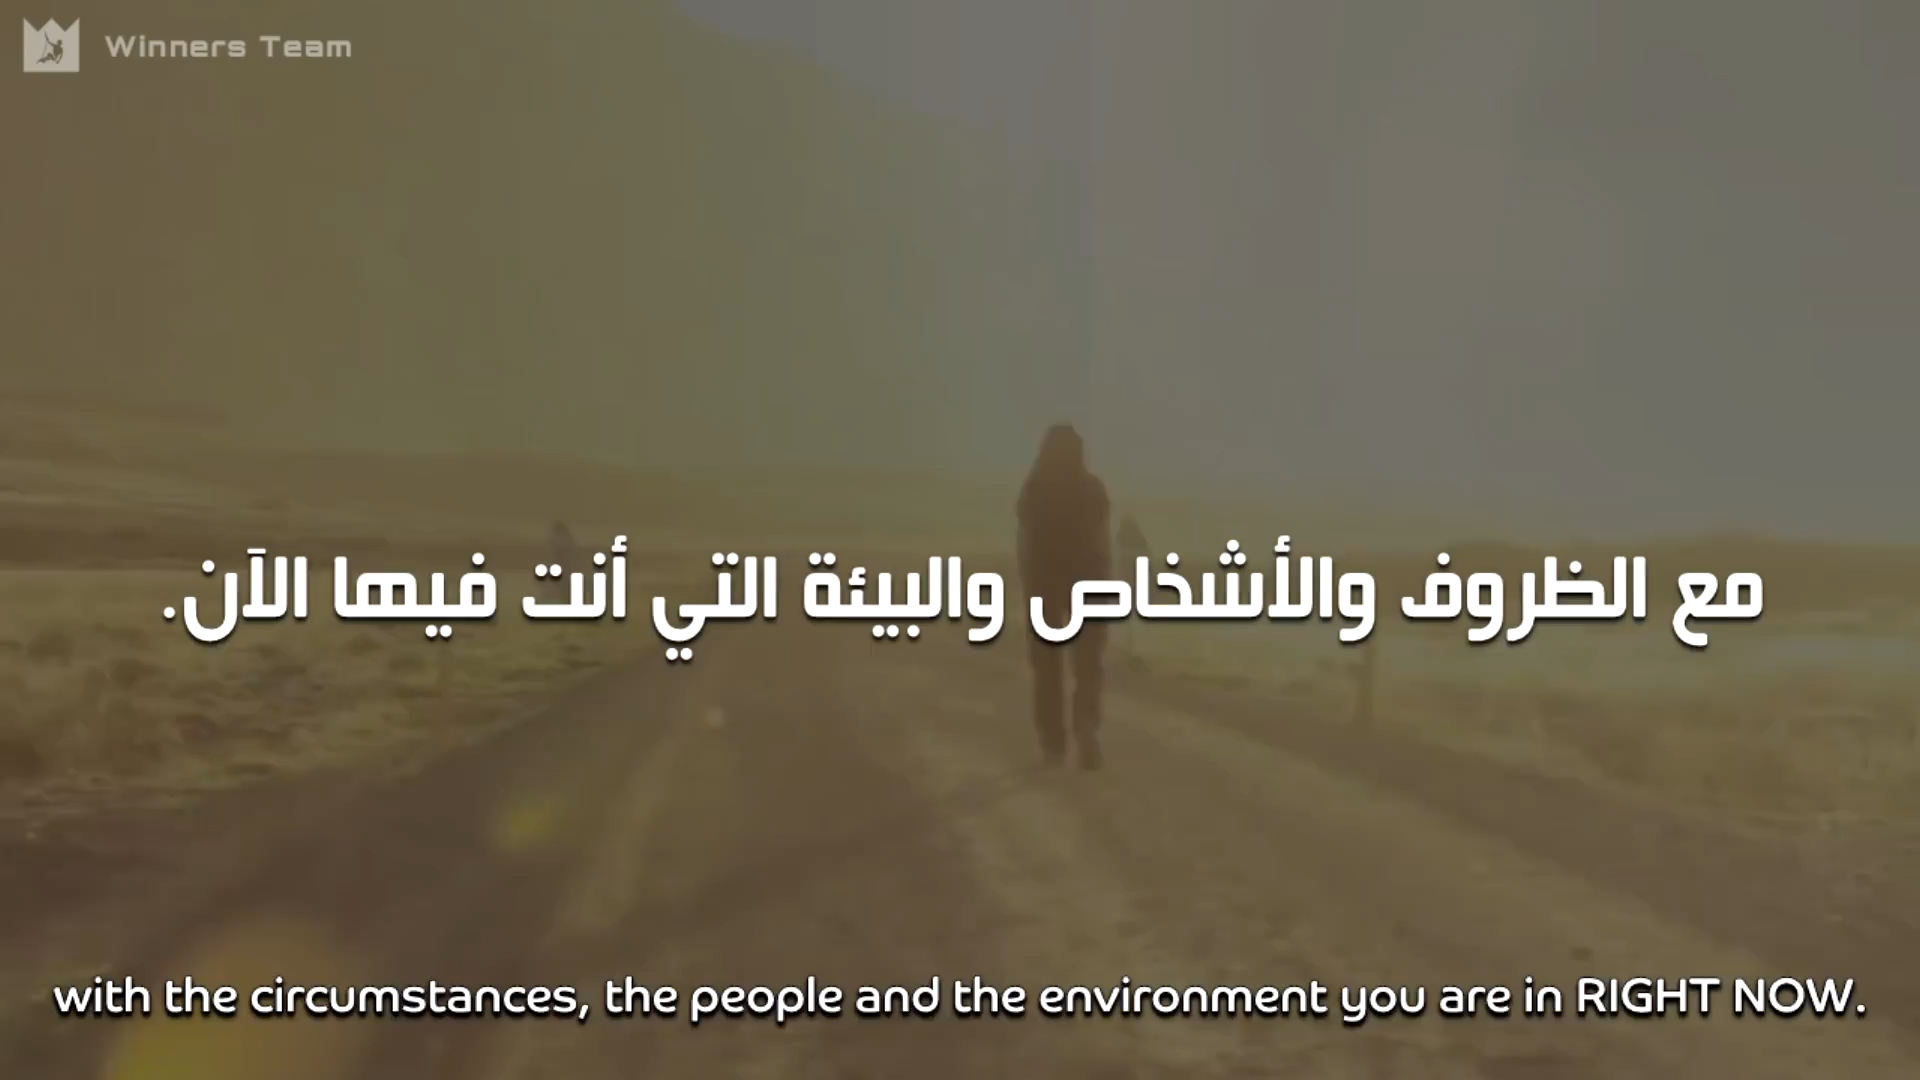 Winners Team
مع الظروف والأشخاص والبيئة التي أنت فيها الآن.
with the circumstances, the people and the environment you are in RIGHT NOW.